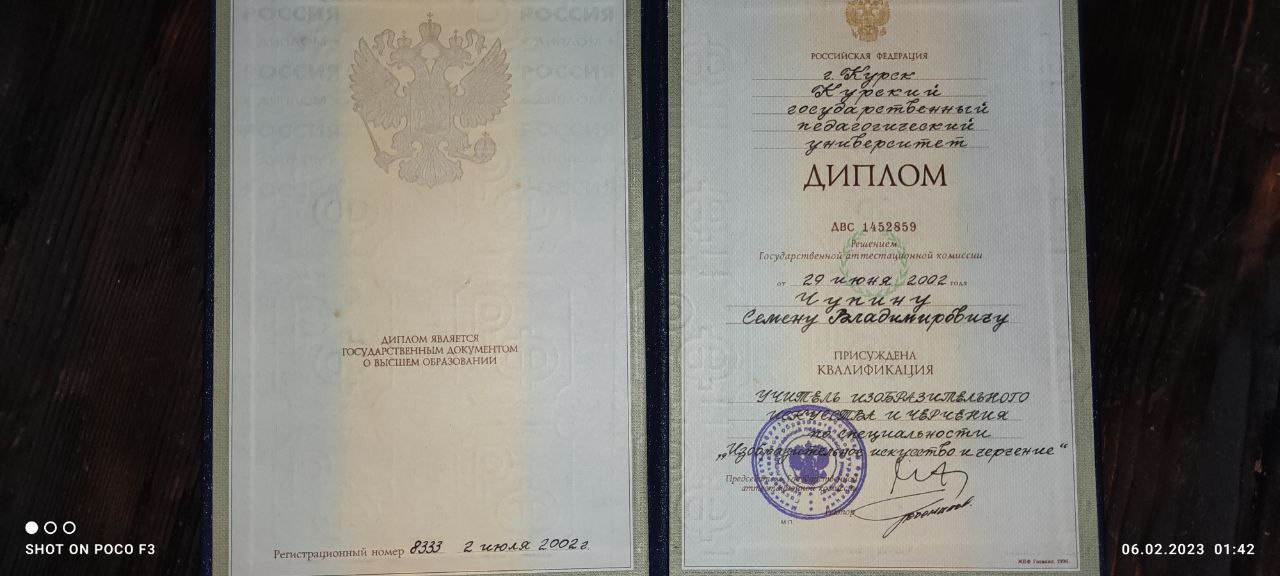 РОССИЯ
РОССИЯ
РОССИЯ
РОССИЯ
ДИПЛОМ ЯВЛЯЕТСЯ
ГОСУДАРСТВЕННЫМ ДОКУМЕНТОМ
О ВЫСШЕМ ОБРАЗОВАНИИ
Регистрационный номер 8333 2 июля 2002г.
РОССИЙСКАЯ ФЕДЕРАЦИЯ
г. Курск
Курский
государственный
педагогический
университет
ДИПЛОМ
ДВС 1452859
Решением
Государственной аттестационной комиссии
от 29 июня 2002 года
Чупину
Семену Владимировичу
ПРИСУЖДЕНА
КВАЛИФИКАЦИЯ
УЧИТЕЛЬ ИЗОБРАЗИТЕЛЬНОГО
ИСКУССТВА И ЧЕРЧЕНИЯ
по специальности
„Изобразительное искусство и черчение“
Председатель Государственной
аттестационной комиссии
Ректор
М.П.
SHOT ON POCO F3
06.02.2023 01:42